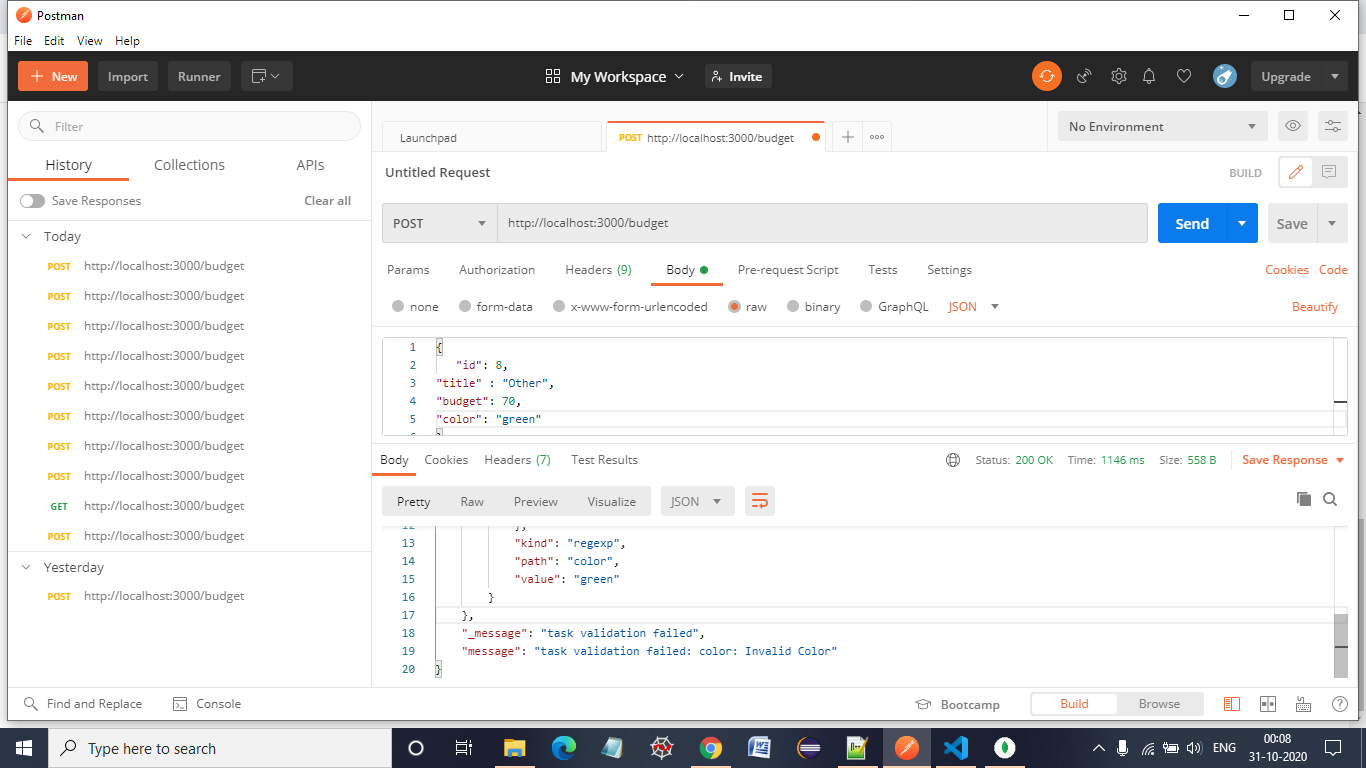 Postman
File Edit View Help
New Import Runner My Workspace Invite Upgrade
Filter
History Collections APIs
Save Responses Clear all
Today
POST http://localhost:3000/budget
POST http://localhost:3000/budget
POST http://localhost:3000/budget
POST http://localhost:3000/budget
POST http://localhost:3000/budget
POST http://localhost:3000/budget
POST http://localhost:3000/budget
POST http://localhost:3000/budget
GET http://localhost:3000/budget
POST http://localhost:3000/budget
Yesterday
POST http://localhost:3000/budget
Launchpad POST http://localhost:3000/budget No Environment
Untitled Request BUILD
POST http://localhost:3000/budget Send Save
Params Authorization Headers (9) Body Pre-request Script Tests Settings Cookies Code
none form-data x-www-form-urlencoded raw binary GraphQL JSON Beautify
1 {
2 "id": 8,
3 "title" : "Other",
4 "budget": 70,
5 "color": "green"
Body Cookies Headers (7) Test Results Status: 200 OK Time: 1146 ms Size: 558 B Save Response
Pretty Raw Preview Visualize JSON
12 },
13 "kind": "regexp",
14 "path": "color",
15 "value": "green"
16 }
17 },
18 "_message": "task validation failed",
19 "message": "task validation failed: color: Invalid Color"
20 }
Find and Replace Console Bootcamp Build Browse
Type here to search ENG 00:08
31-10-2020